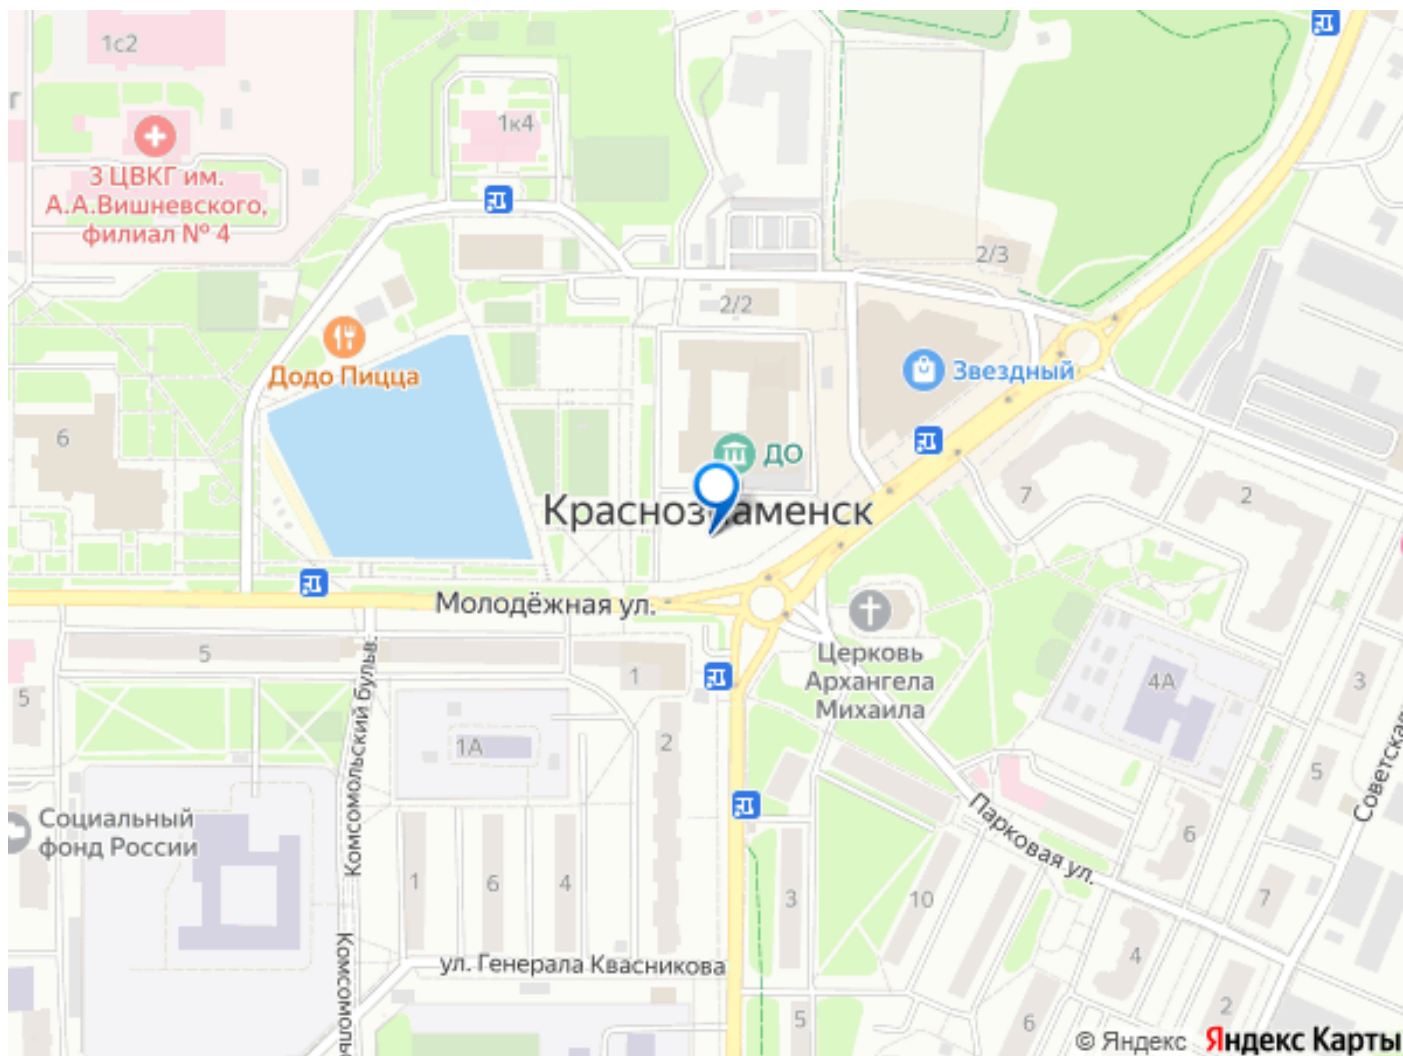 1с2
1к4
3 ЦВКГ им.
А.А.Вишневского,
филиал № 4
2/3
2/2
Додо Пицца
Звездный
6
ДО
7
2
Краснознаменск
Молодёжная ул.
5
1
5
Церковь
Архангела
Михаила
4А
3
Комсомольский бульв.
1А
2
5
Советская
Социальный
фонд России
Парковая ул.
6
1
6
4
3
10
7
ул. Генерала Квасникова
4
5
6
2
© Яндекс Яндекс Карты